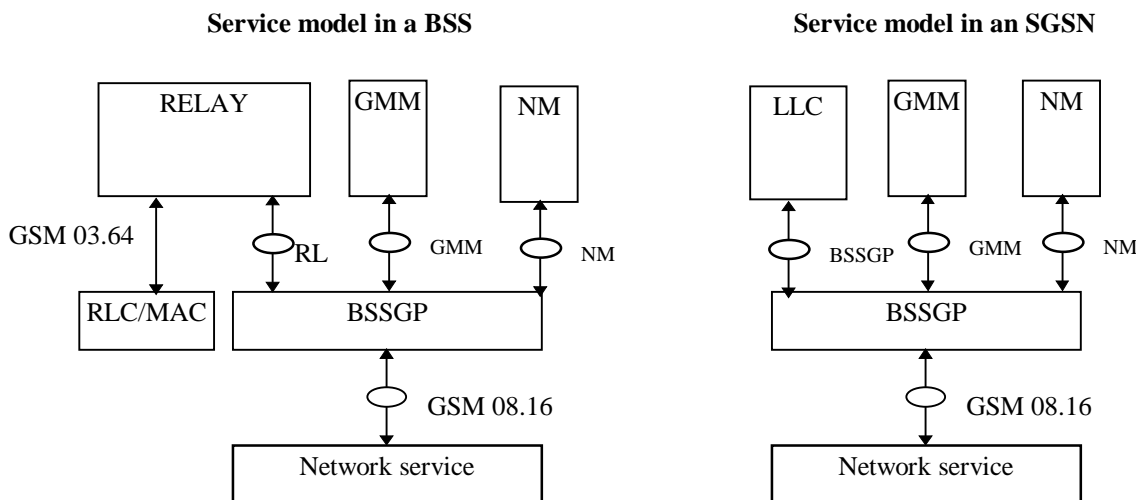 Service model in a BSS
Service model in an SGSN
RELAY
GMM
NM
LLC
GMM
NM
GSM 03.64
RL
GMM
NM
BSSGP
GMM
NM
RLC/MAC
BSSGP
BSSGP
GSM 08.16
GSM 08.16
Network service
Network service